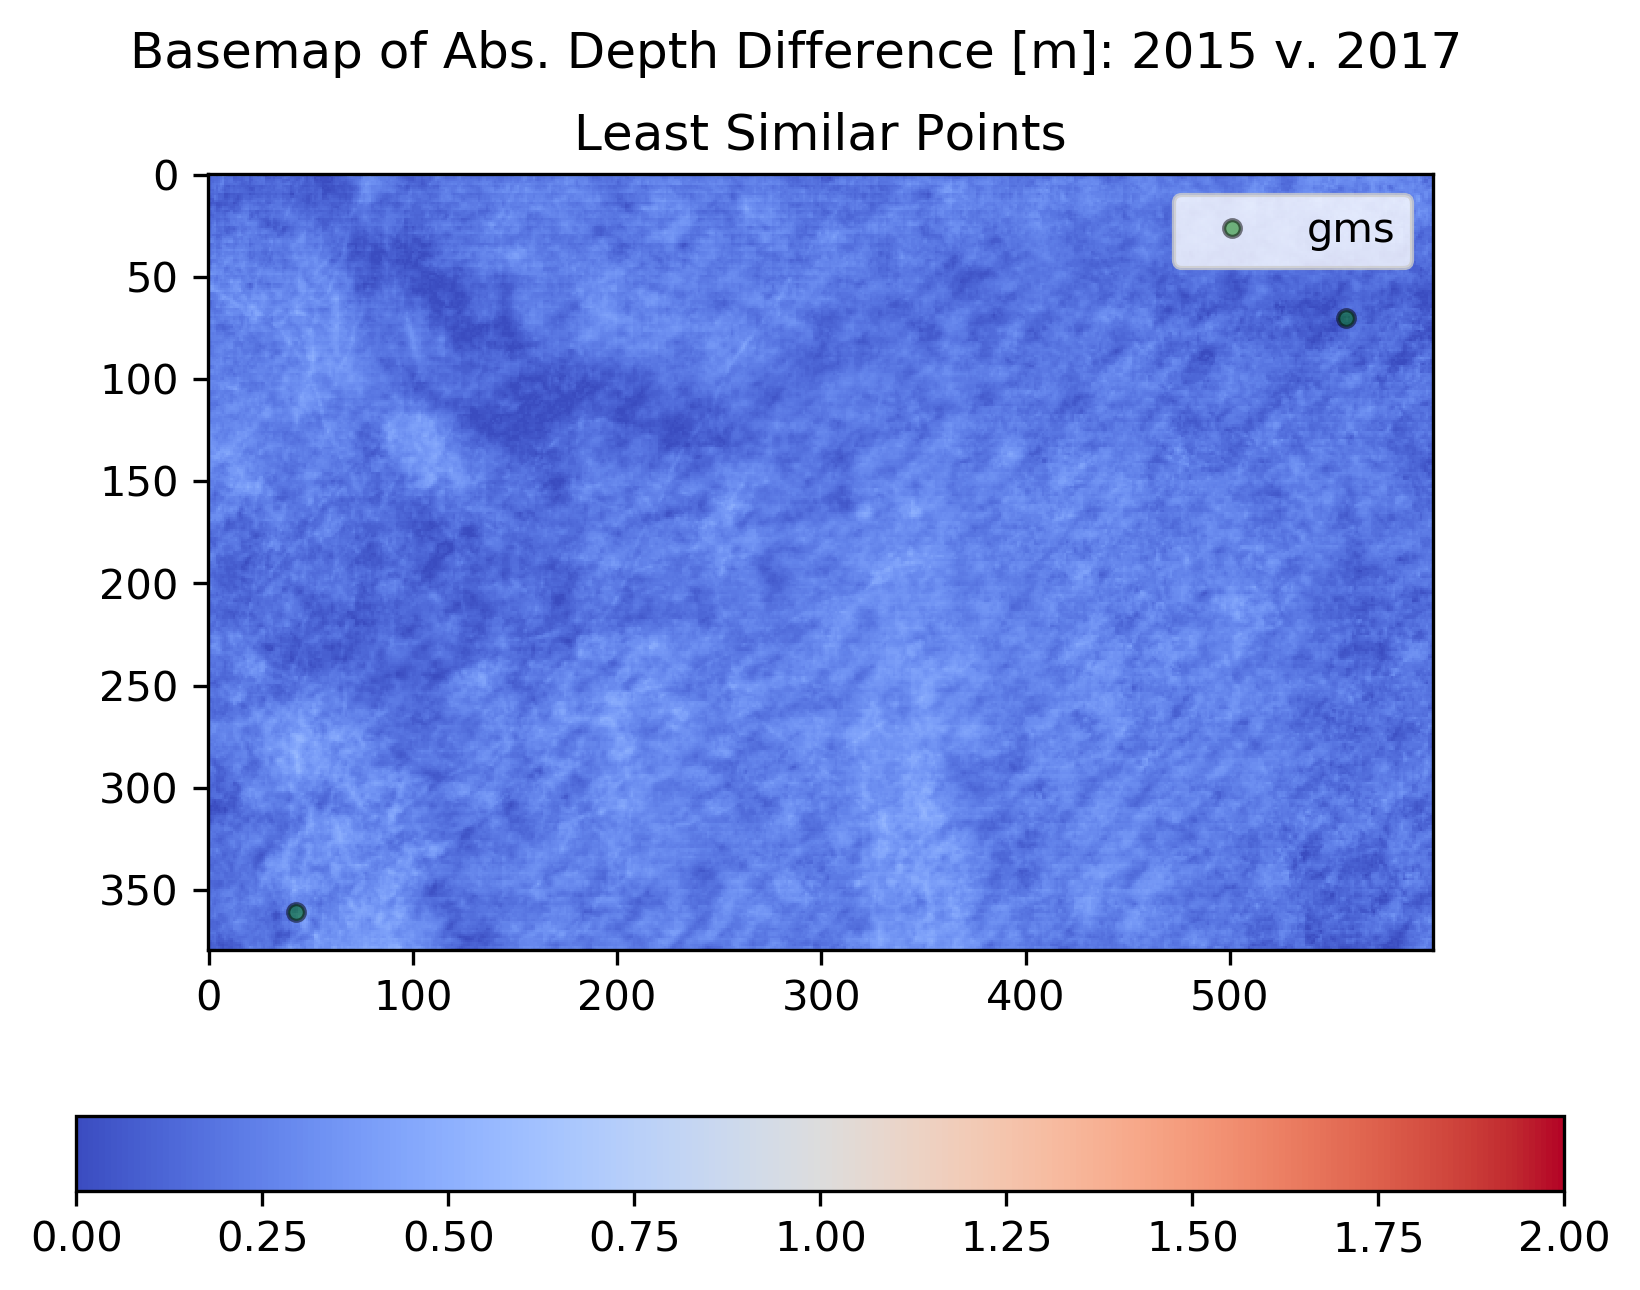 Basemap of Abs. Depth Difference [m]: 2015 v. 2017
Least Similar Points
gms
0
50
100
150
200
250
300
350
0 100 200 300 400 500
0.00 0.25 0.50 0.75 1.00 1.25 1.50 1.75 2.00